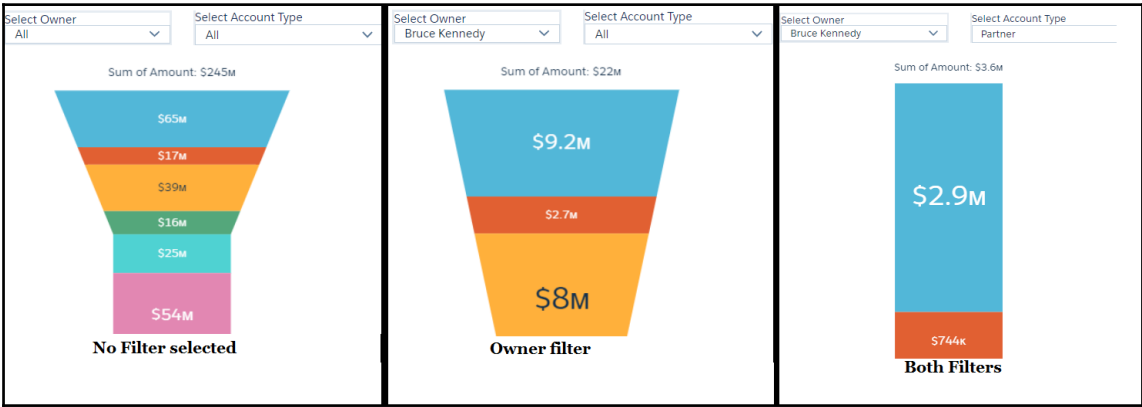 Select Owner
All
Select Account Type
All
Sum of Amount: $245M
$65M
$17M
$39M
$16M
$25M
$54M
No Filter selected
Select Owner
Bruce Kennedy
Select Account Type
All
Sum of Amount: $22M
$9.2M
$2.7M
$8M
Owner filter
Select Owner
Bruce Kennedy
Select Account Type
Partner
Sum of Amount: $3.6M
$2.9M
$744K
Both Filters